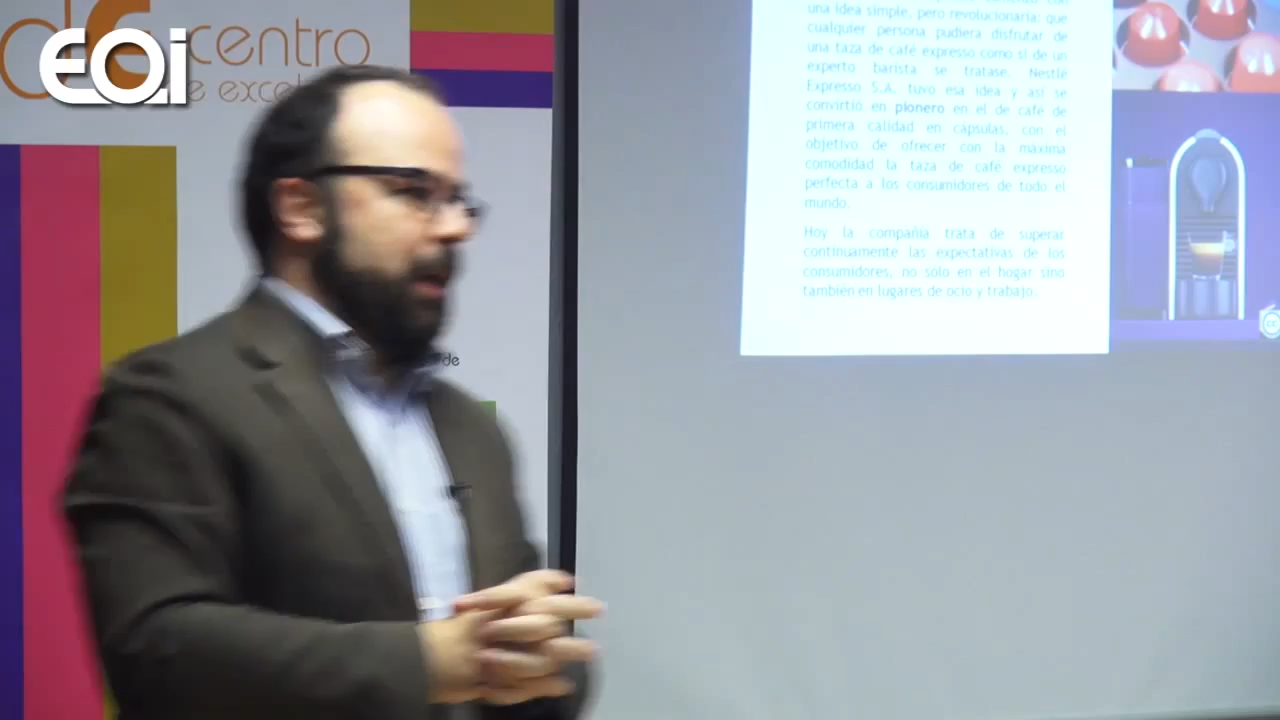 EOi
centro
e excel
de
una idea simple, pero revolucionaria: que
cualquier persona pudiera disfrutar de
una taza de café expresso como si de un
experto barista se tratase. Nestlé
Expresso S.A. tuvo esa idea y así se
convirtió en pionero en el de café de
primera calidad en cápsulas, con el
objetivo de ofrecer con la máxima
comodidad la taza de café expresso
perfecta a los consumidores de todo el
mundo.
Hoy la compañía trata de superar
continuamente las expectativas de los
consumidores, no solo en el hogar sino
también en lugares de ocio y trabajo.
cc